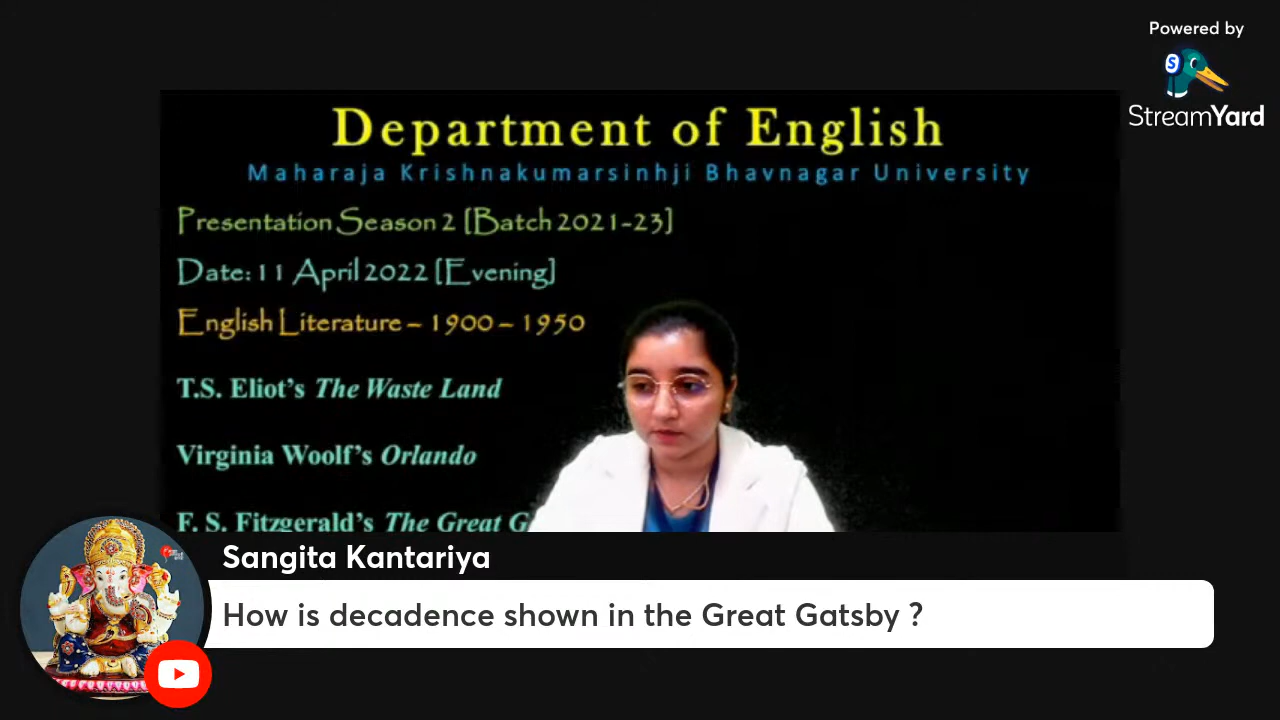 Powered by
StreamYard
Department of English
Maharaja Krishnakumarsinhji Bhavnagar University
Presentation Season 2 [Batch 2021-23]
Date: 11 April 2022 [Evening]
English Literature – 1900 – 1950
T.S. Eliot's The Waste Land
Virginia Woolf's Orlando
F. S. Fitzgerald's The Great G
Sangita Kantariya
How is decadence shown in the Great Gatsby ?